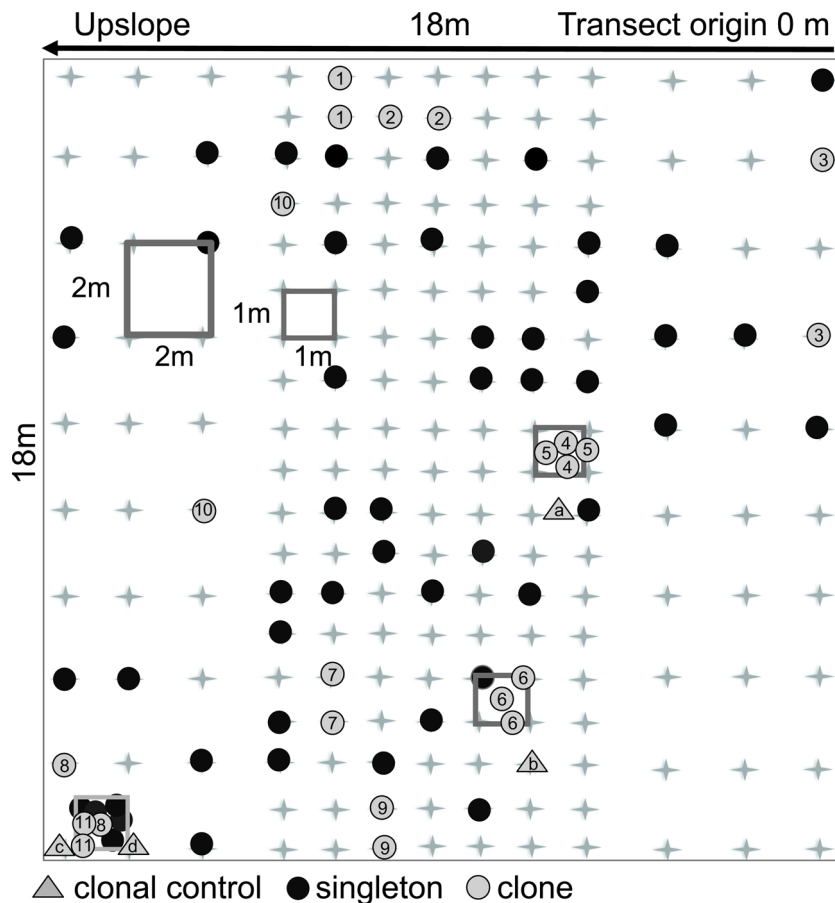 Upslope 18m Transect origin 0 m
1
1 2 2
3
10
2m
1m
2m 1m
3
18m
4
5 5
4
10
a
7 6
6
7 6
8 b
9
11 8
c 11 d 9
clonal control singleton clone